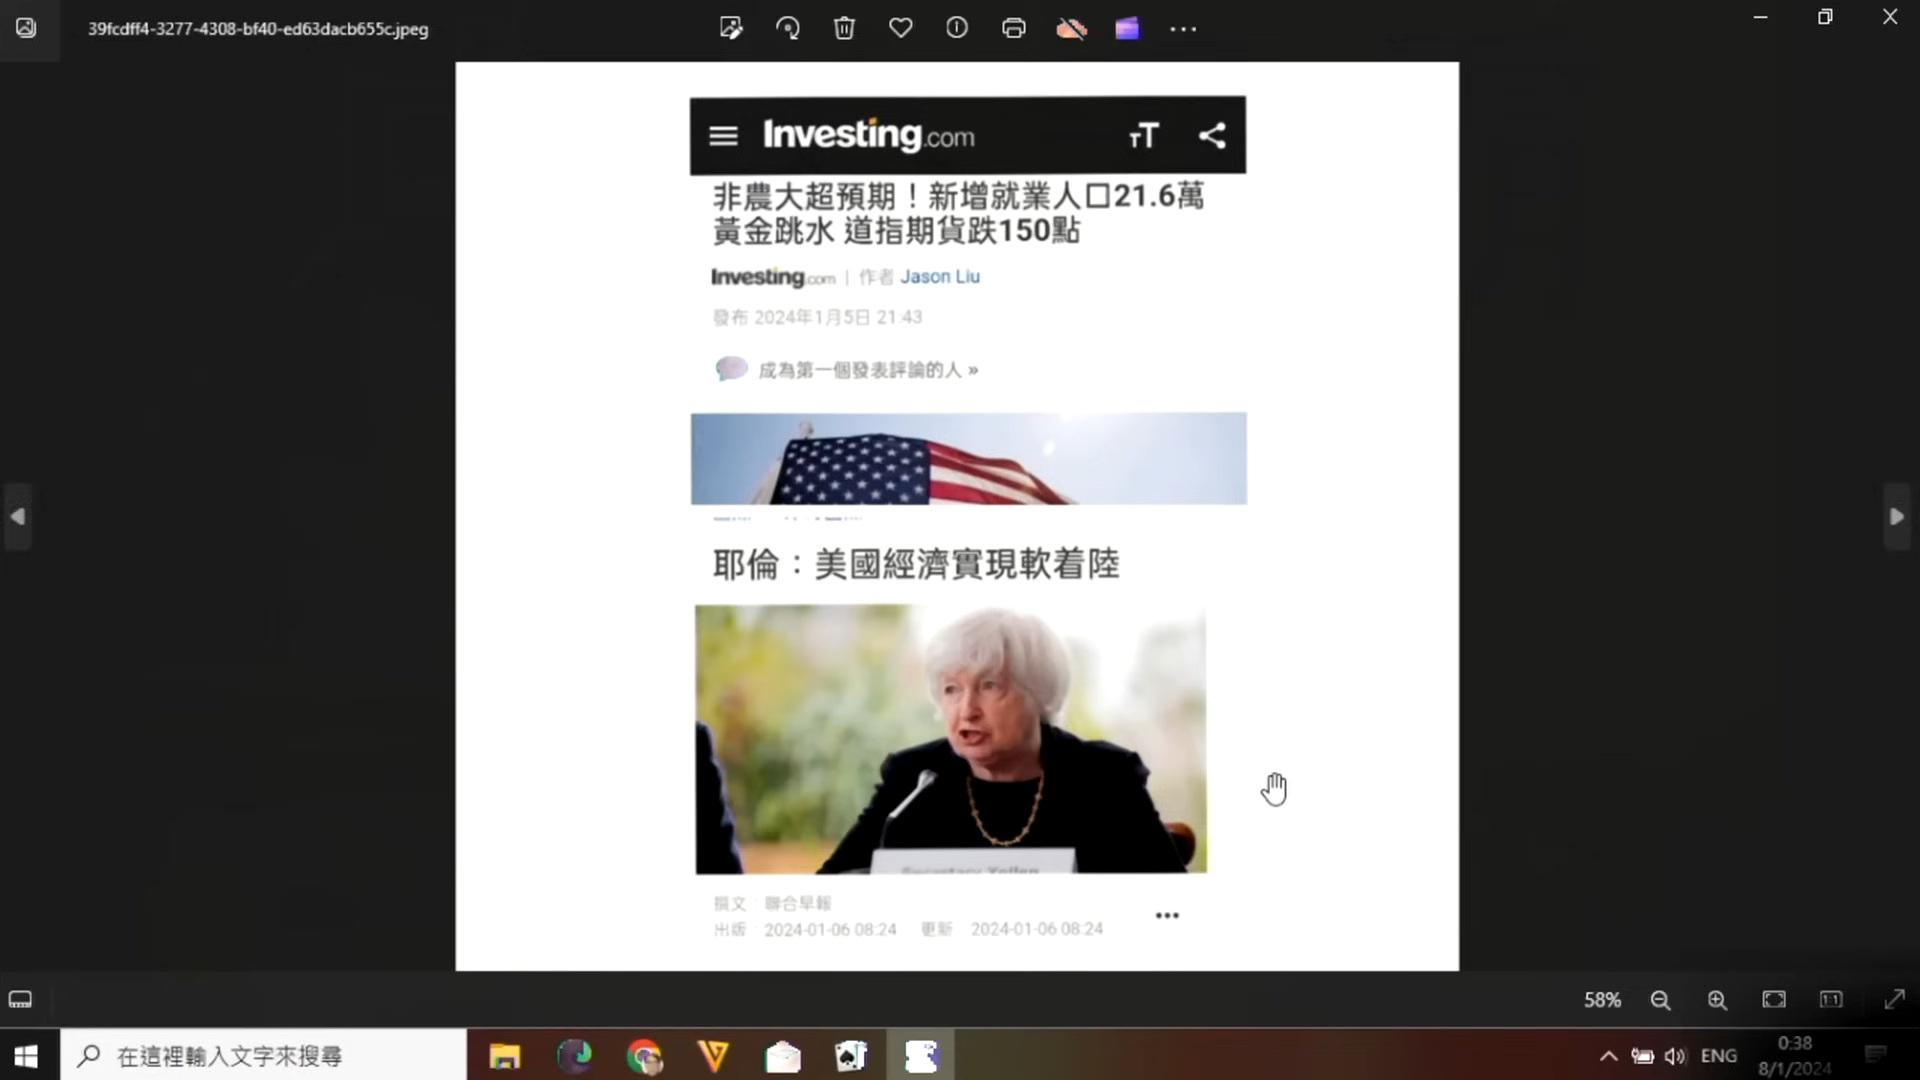 39fcdff4-3277-4308-bf40-ed63dacb655c.jpeg
Investing.com
TT
非農大超預期！新增就業人口21.6萬
黃金跳水 道指期貨跌150點
Investing.com | 作者 Jason Liu
發布 2024年1月5日 21:43
成為第一個發表評論的人 »
耶倫：美國經濟實現軟着陸
撰文 : 聯合早報
出版 : 2024-01-06 08:24 更新 2024-01-06 08:24
58%
1:1
在這裡輸入文字來搜尋
ENG
0:38
8/1/2024